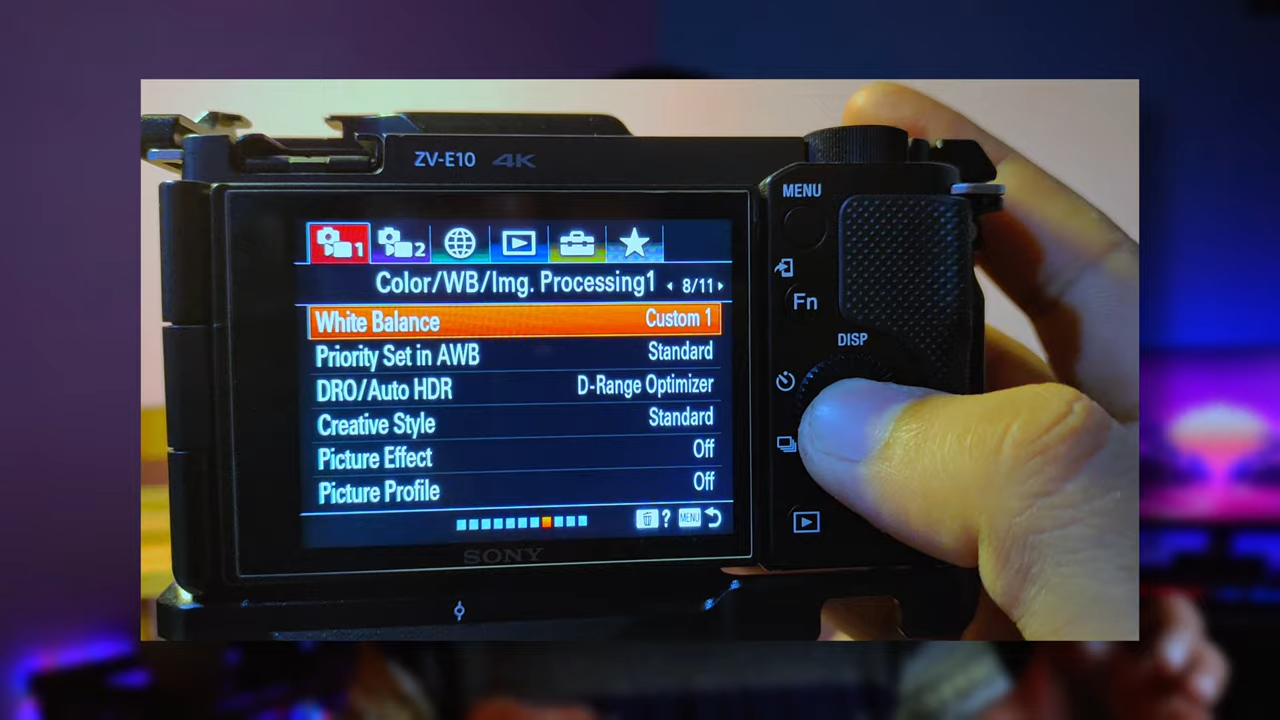 ZV-E10 4K
MENU
1 2
Color/WB/Img. Processing1 8/11
White Balance Custom 1
Priority Set in AWB Standard
DRO/Auto HDR D-Range Optimizer
Creative Style Standard
Picture Effect Off
Picture Profile Off
? MENU
SONY
Fn
DISP